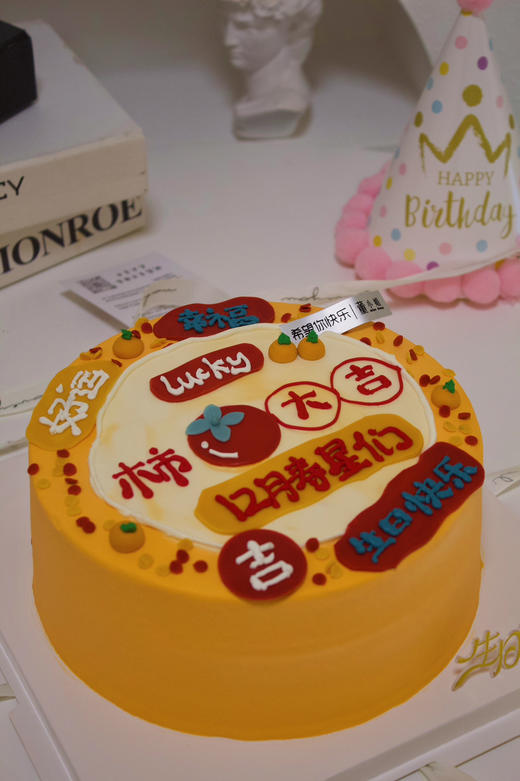 CY
MONROE
HAPPY
Birthday
幸福
希望你快乐
好运
Lucky
大吉
柿
12月寿星们
生日快乐
吉